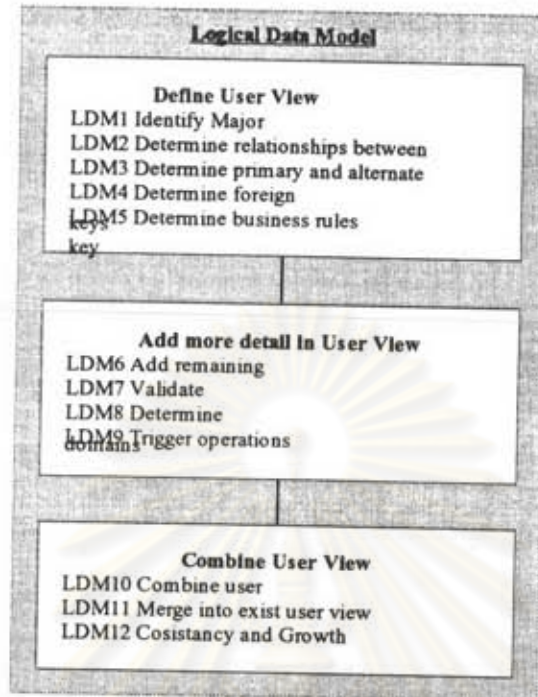 Logical Data Model
Define User View
LDM1 Identify Major
LDM2 Determine relationships between
LDM3 Determine primary and alternate
LDM4 Determine foreign
LDM5 Determine business rules
keys
key
Add more detail in User View
LDM6 Add remaining
LDM7 Validate
LDM8 Determine
LDM9 Trigger operations
domains
Combine User View
LDM10 Combine user
LDM11 Merge into exist user view
LDM12 Cosistancy and Growth